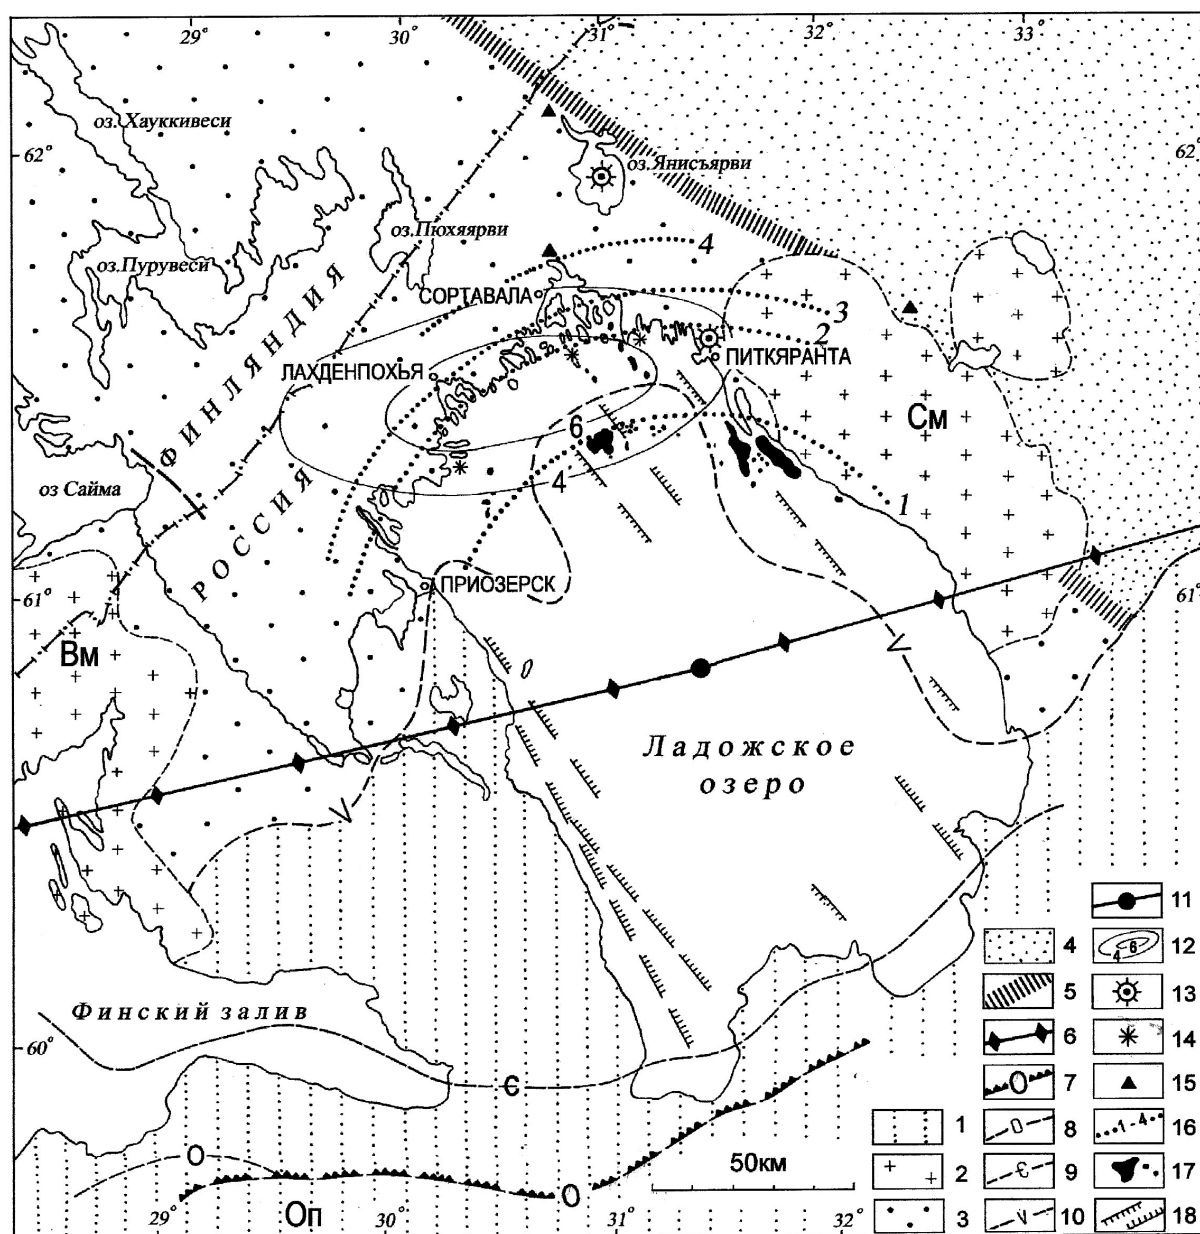 29°
30°
31°
32°
33°
оз.Хауккивеси
62°
оз.Янисъярви
62°
оз.Пюхяярви
4
оз.Пурувеси
СОРТАВАЛА
3
2
ФИНЛЯНДИЯ
ПИТКЯРАНТА
ЛАХДЕНПОХЬЯ
См
6
оз Сайма
4
1
РОССИЯ
ПРИОЗЕРСК
61°
61°
Вм
V
Ладожское
озеро
V
11
4
12
Финский залив
5
13
60°
6
14
Є
7
15
1
8
16
О
50км
2
9
17
О
Оп
3
10
18
29°
30°
31°
32°